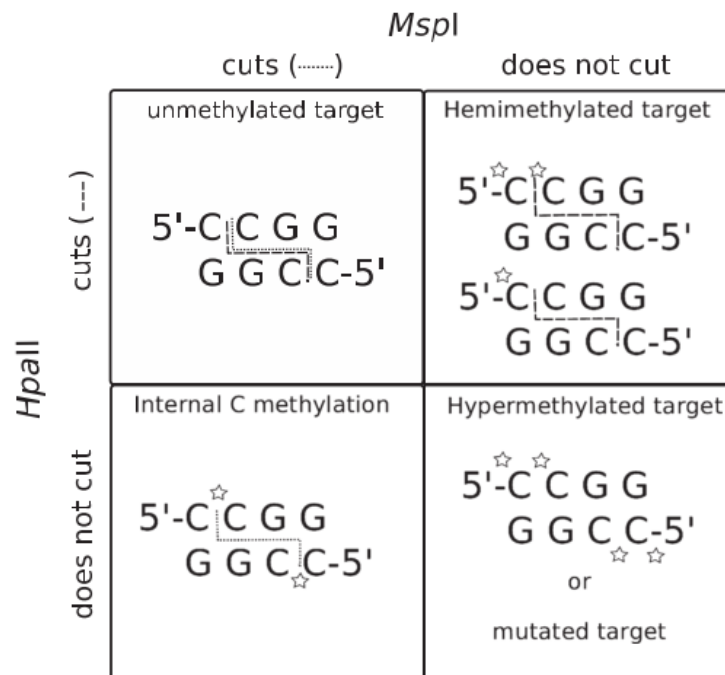 MspI
cuts (.......)
does not cut
HpaII
cuts (---)
does not cut
unmethylated target
5'-C C G G
G G C C-5'
Hemimethylated target
☆ ☆
5'-C C G G
G G C C-5'
☆
5'-C C G G
G G C C-5'
Internal C methylation
☆
5'-C C G G
G G C C-5'
☆
Hypermethylated target
☆ ☆
5'-C C G G
G G C C-5'
☆ ☆
or
mutated target